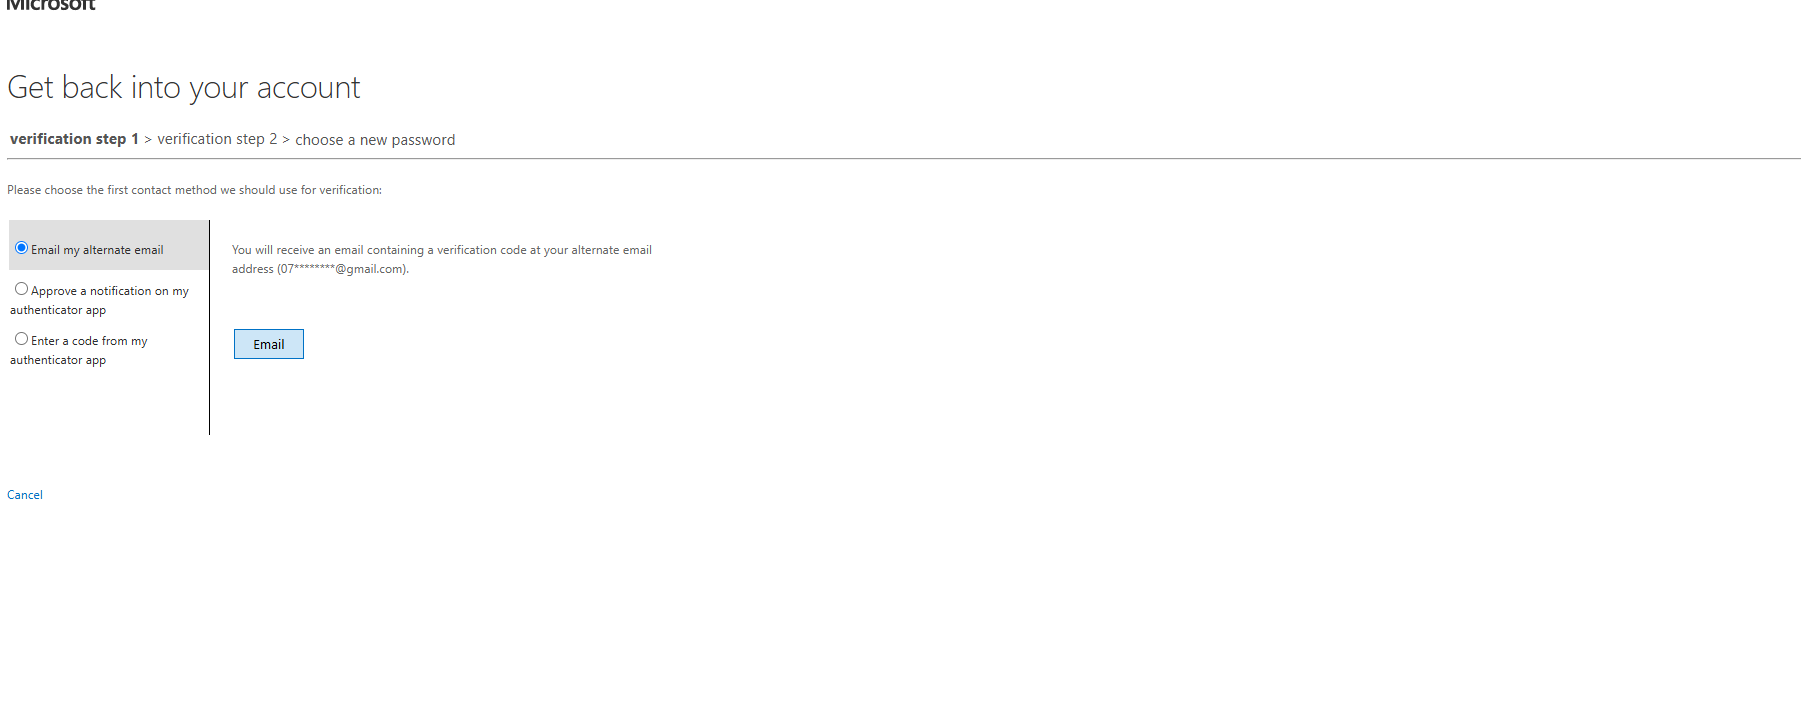 Microsoft
Get back into your account
verification step 1 > verification step 2 > choose a new password
Please choose the first contact method we should use for verification:
Email my alternate email
Approve a notification on my
authenticator app
Enter a code from my
authenticator app
You will receive an email containing a verification code at your alternate email
address (07********@gmail.com).
Email
Cancel